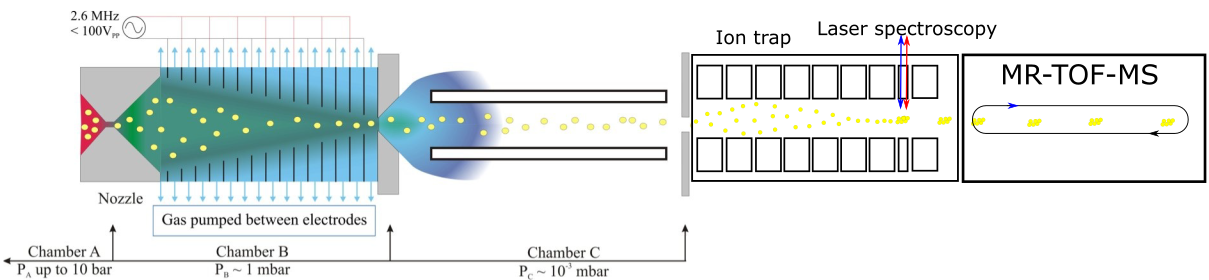 2.6 MHz
< 100V_PP
Ion trap
Laser spectroscopy
MR-TOF-MS
Nozzle
Gas pumped between electrodes
Chamber A
Chamber B
Chamber C
P_A up to 10 bar
P_B ~ 1 mbar
P_C ~ 10^-3 mbar